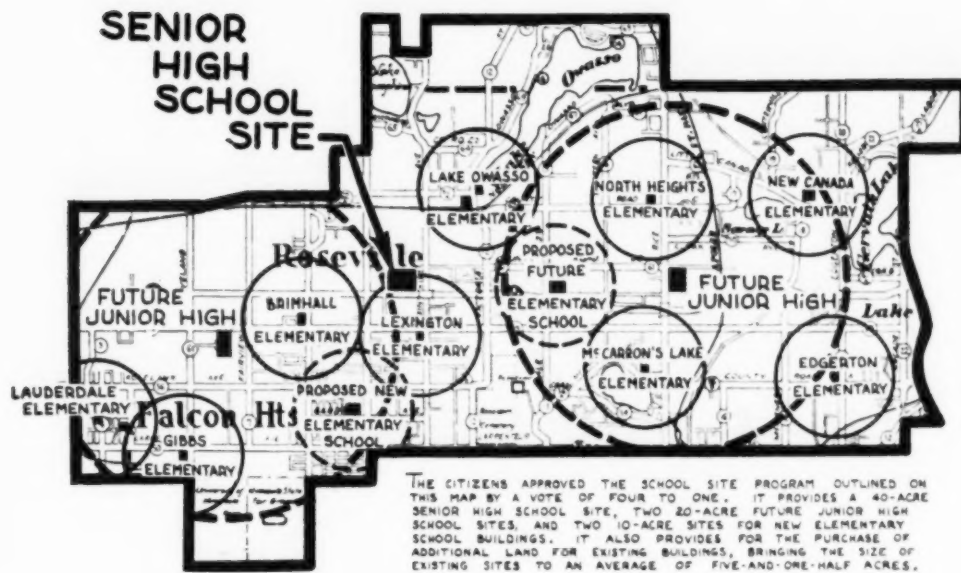 SENIOR
HIGH
SCHOOL
SITE
Owasso
LAKE OWASSO
ELEMENTARY
NORTH HEIGHTS
ELEMENTARY
NEW CANADA
ELEMENTARY
Roseville
PROPOSED
FUTURE
ELEMENTARY
SCHOOL
FUTURE
JUNIOR HIGH
FUTURE
JUNIOR HIGH
BRIMHALL
ELEMENTARY
LEXINGTON
ELEMENTARY
Lake
McCARRON'S LAKE
ELEMENTARY
EDGERTON
ELEMENTARY
LAUDERDALE
ELEMENTARY
PROPOSED NEW
ELEMENTARY
SCHOOL
Falcon Hts
GIBBS
ELEMENTARY
THE CITIZENS APPROVED THE SCHOOL SITE PROGRAM OUTLINED ON
THIS MAP BY A VOTE OF FOUR TO ONE. IT PROVIDES A 40-ACRE
SENIOR HIGH SCHOOL SITE, TWO 20-ACRE FUTURE JUNIOR HIGH
SCHOOL SITES, AND TWO 10-ACRE SITES FOR NEW ELEMENTARY
SCHOOL BUILDINGS. IT ALSO PROVIDES FOR THE PURCHASE OF
ADDITIONAL LAND FOR EXISTING BUILDINGS, BRINGING THE SIZE OF
EXISTING SITES TO AN AVERAGE OF FIVE-AND-ONE-HALF ACRES.